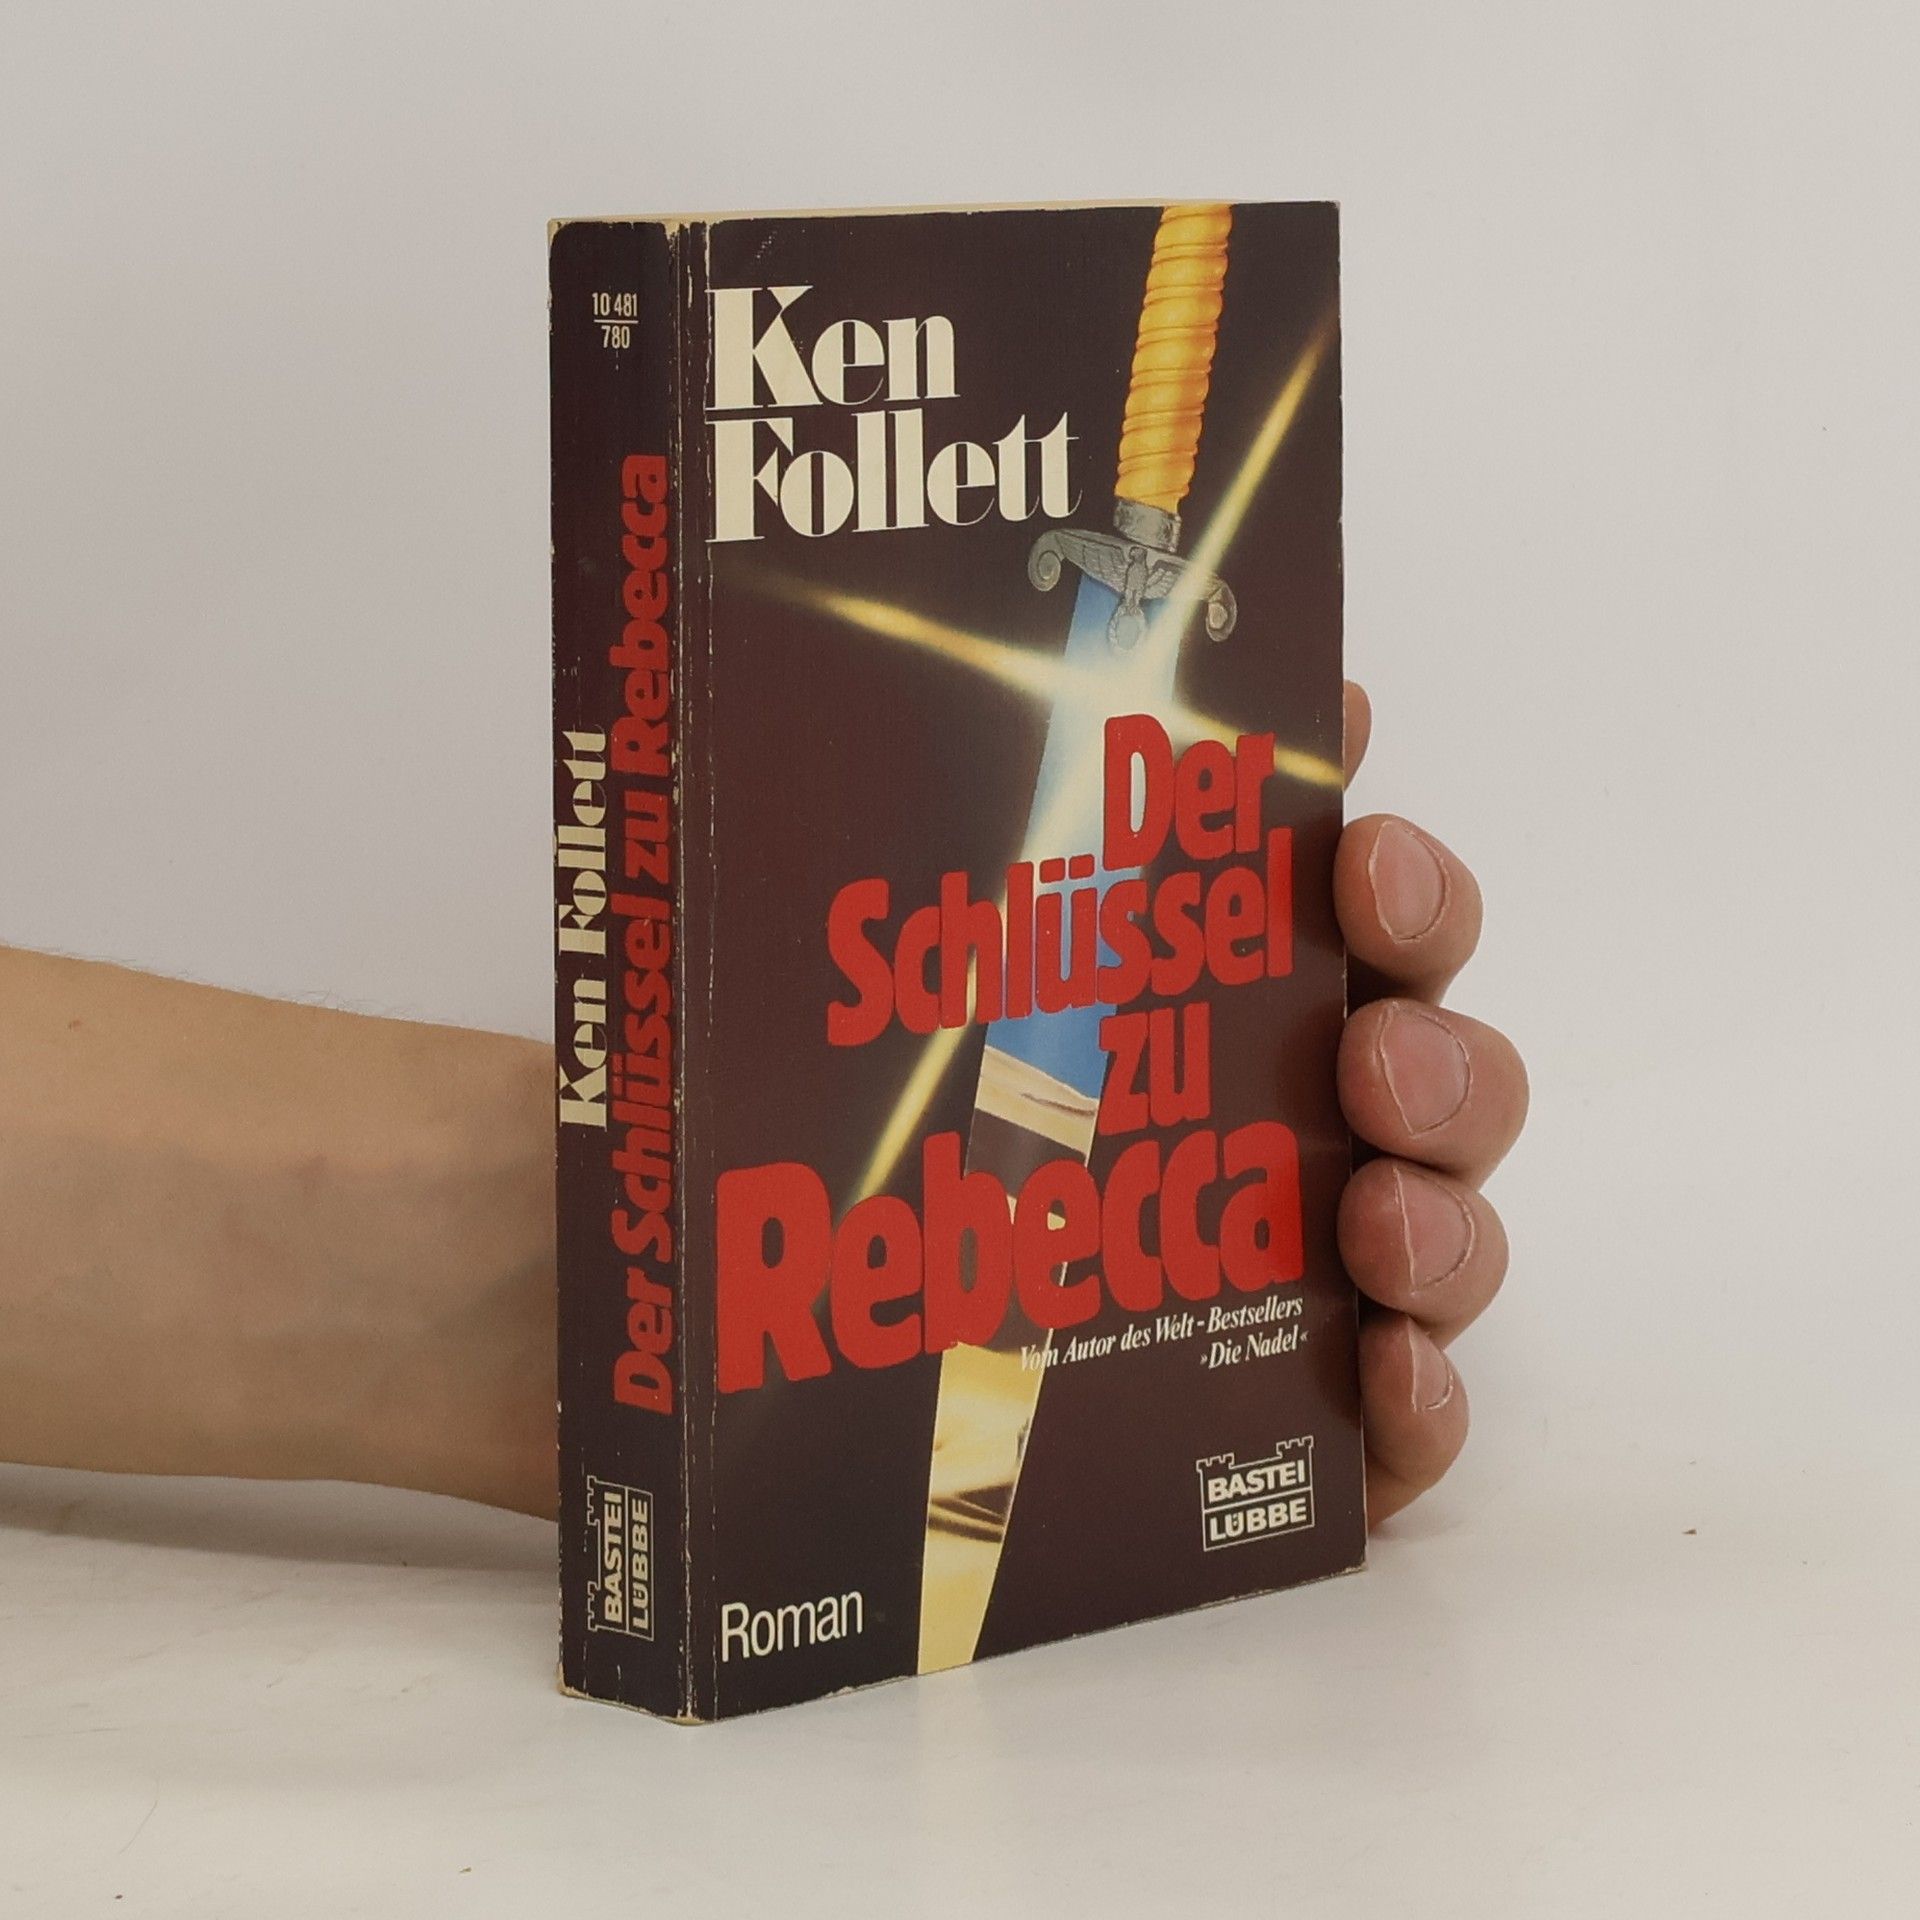 10 481
780
Ken Follett
Der Schlüssel zu Rebecca
BASTEI
LÜBBE
Ken
Follett
Der
Schlüssel
zu
Rebecca
Vom Autor des Welt-Bestsellers
»Die Nadel«
BASTEI
LÜBBE
Roman